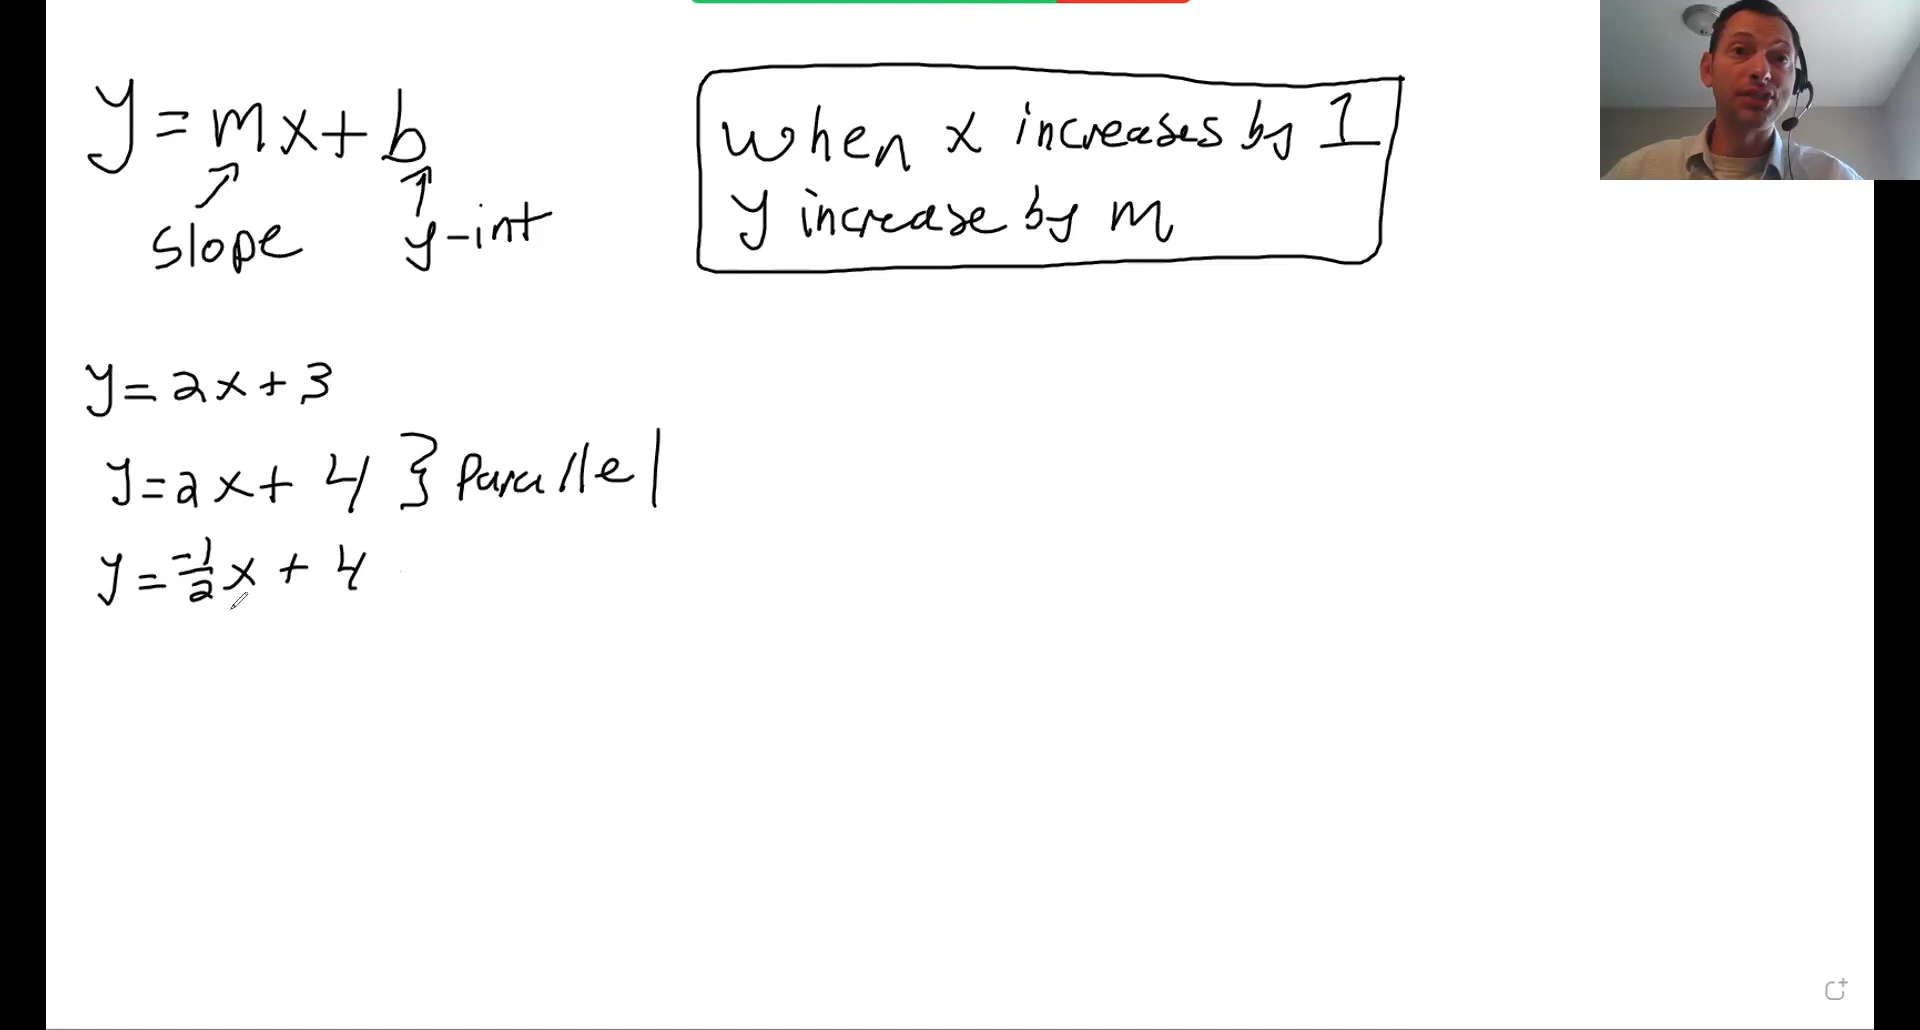 y = mx + b
slope y-int
when x increases by 1
y increase by m
y = 2x + 3
y = 2x + 4 } Parallel
y = -1/2 x + 4